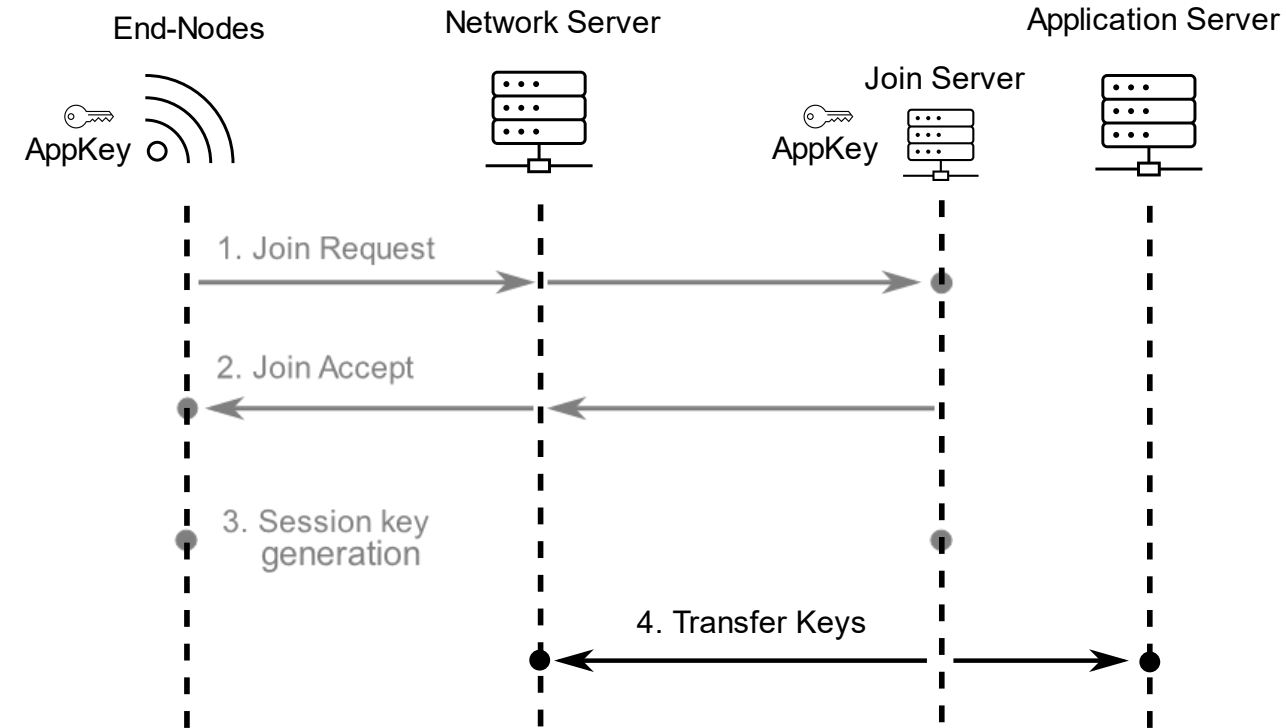 End-Nodes
Network Server
Application Server
Join Server
AppKey
AppKey
1. Join Request
2. Join Accept
3. Session key
generation
4. Transfer Keys